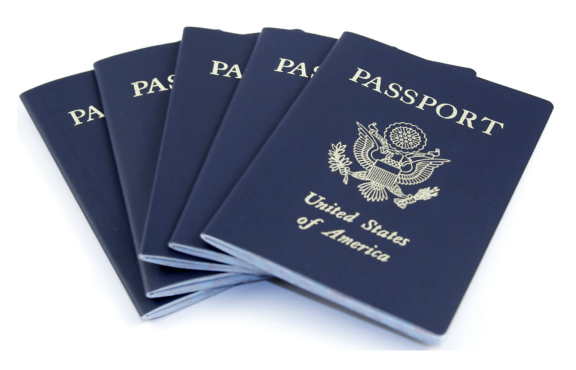 PA
PAS
PA
PAS
PASSPORT
United States
of America